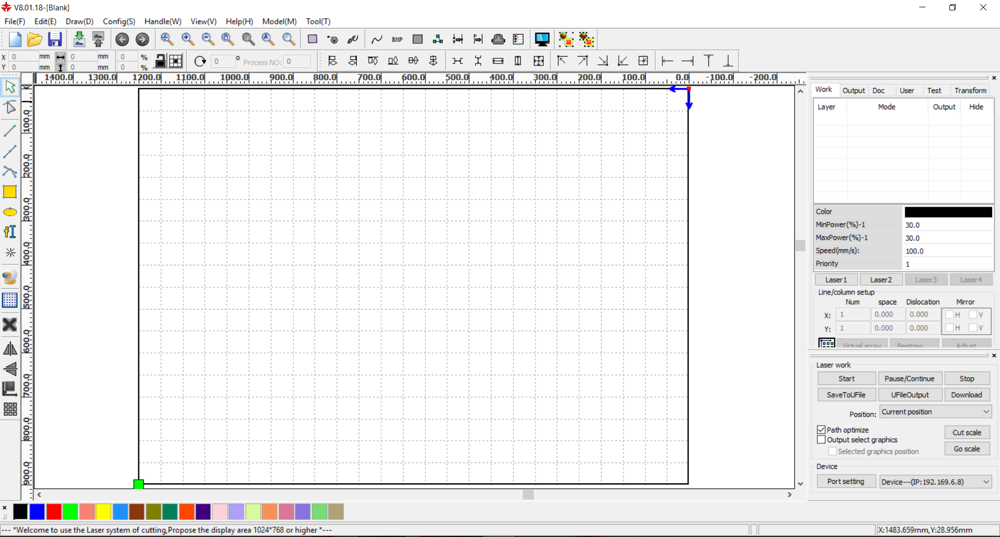 V8.01.18-[Blank]
File(F) Edit(E) Draw(D) Config(S) Handle(W) View(V) Help(H) Model(M) Tool(T)
BMP
X 0 mm 0 mm 0 %
Y 0 mm 0 mm 0 %
0 ° Process NO: 0
1400.0 1300.0 1200.0 1100.0 1000.0 900.0 800.0 700.0 600.0 500.0 400.0 300.0 200.0 100.0 0.0 -100.0 -200.0
0
100.0
200.0
300.0
400.0
500.0
600.0
700.0
800.0
900.0
Work Output Doc User Test Transform
Layer Mode Output Hide
Color
MinPower(%)-1 30.0
MaxPower(%)-1 30.0
Speed(mm/s): 100.0
Priority 1
Laser1 Laser2 Laser3 Laser4
Line/column setup
Num space Dislocation Mirror
X: 1 0.000 0.000 H V
Y: 1 0.000 0.000 H V
Virtual array Bestrew Adjust
Laser work
Start Pause/Continue Stop
SaveToUFile UFileOutput Download
Position: Current position
Path optimize
Output select graphics
Selected graphics position
Cut scale
Go scale
Device
Port setting Device---(IP:192.169.6.8)
--- *Welcome to use the Laser system of cutting,Propose the display area 1024*768 or higher *---
X:1483.659mm,Y:28.956mm